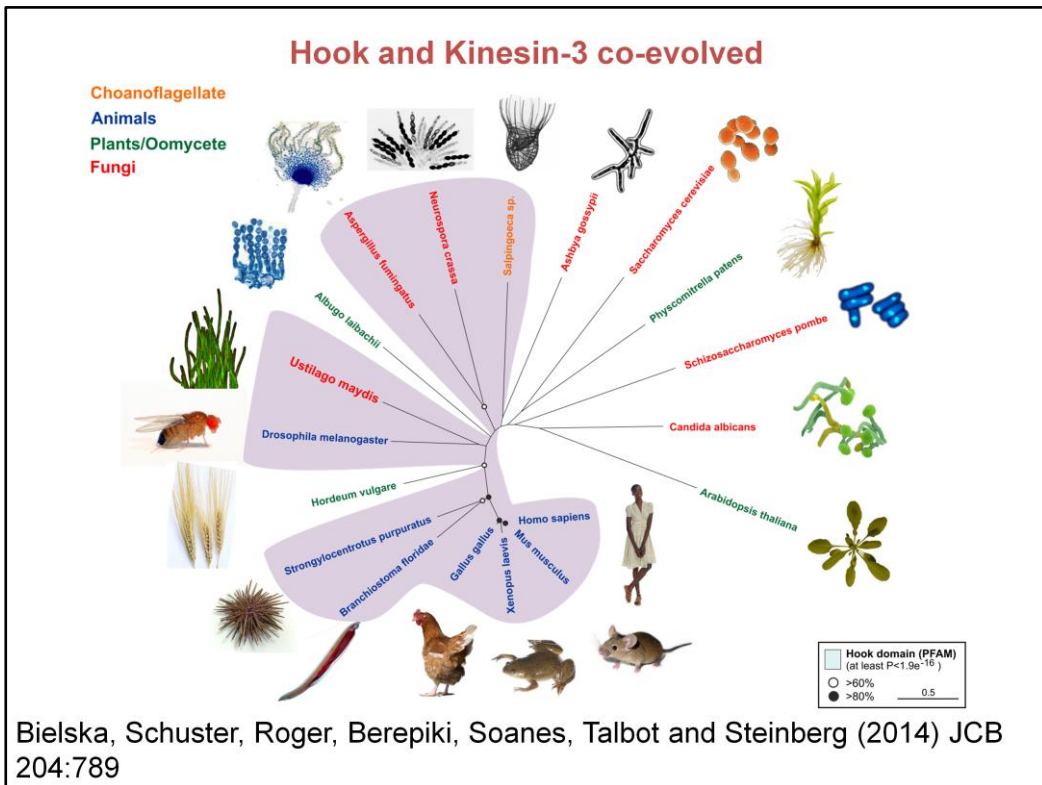 Hook and Kinesin-3 co-evolved
Choanoflagellate
Animals
Plants/Oomycete
Fungi
Aspergillus fumingatus
Neurospora crassa
Salpingoeca sp.
Ashbya gossypii
Saccharomyces cerevisiae
Physcomitrella patens
Schizosaccharomyces pombe
Candida albicans
Arabidopsis thaliana
Albugo laibachii
Ustilago maydis
Drosophila melanogaster
Hordeum vulgare
Strongylocentrotus purpuratus
Branchiostoma floridae
Gallus gallus
Xenopus laevis
Mus musculus
Homo sapiens
Hook domain (PFAM)
(at least P<1.9e-16 )
>60%
>80%
0.5
Bielska, Schuster, Roger, Berepiki, Soanes, Talbot and Steinberg (2014) JCB
204:789